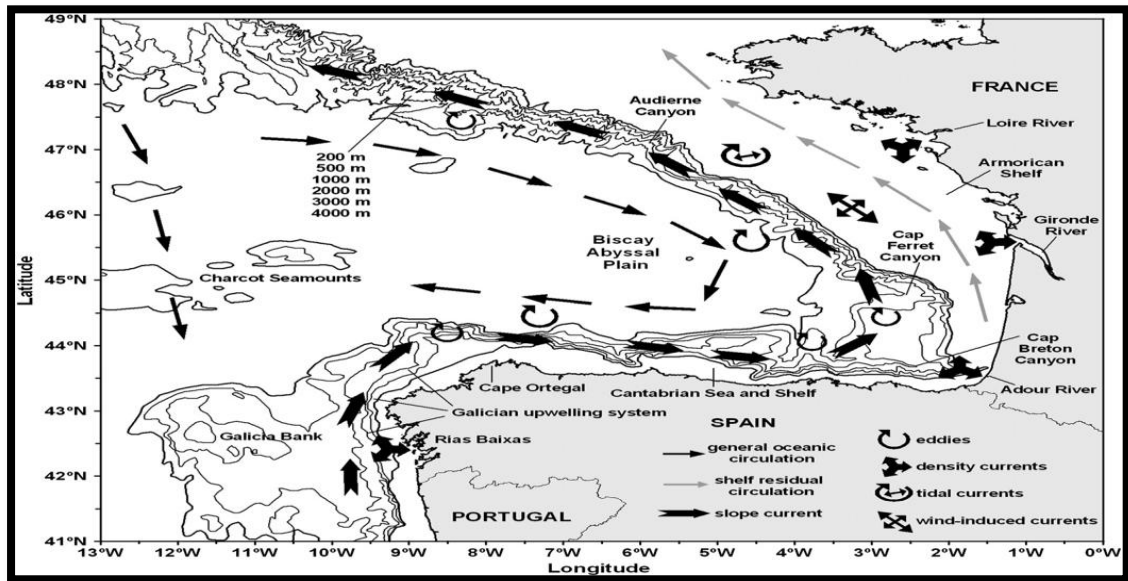 49°N
48°N
47°N
46°N
45°N
44°N
43°N
42°N
41°N
Latitude
FRANCE
Audierne
Canyon
Loire River
200 m
500 m
1000 m
2000 m
3000 m
4000 m
Armorican
Shelf
Gironde
River
Biscay
Abyssal
Plain
Cap
Ferret
Canyon
Charcot Seamounts
Cap
Breton
Canyon
Adour River
Cape Ortegal
Cantabrian Sea and Shelf
Galician upwelling system
Galicia Bank
Rias Baixas
SPAIN
PORTUGAL
general oceanic
circulation
shelf residual
circulation
slope current
eddies
density currents
tidal currents
wind-induced currents
13°W 12°W 11°W 10°W 9°W 8°W 7°W 6°W 5°W 4°W 3°W 2°W 1°W 0°W
Longitude